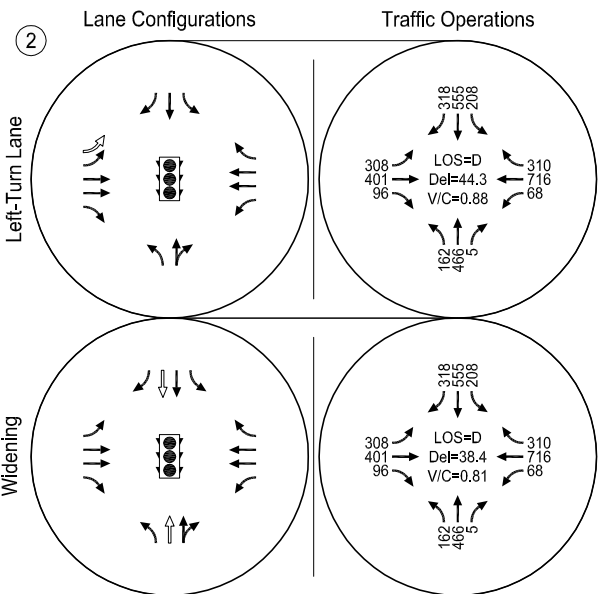 Lane Configurations
Traffic Operations
2
Left-Turn Lane
318
555
208
308
401
96
LOS=D
Del=44.3
V/C=0.88
310
716
68
162
466
5
Widening
318
555
208
308
401
96
LOS=D
Del=38.4
V/C=0.81
310
716
68
162
466
5